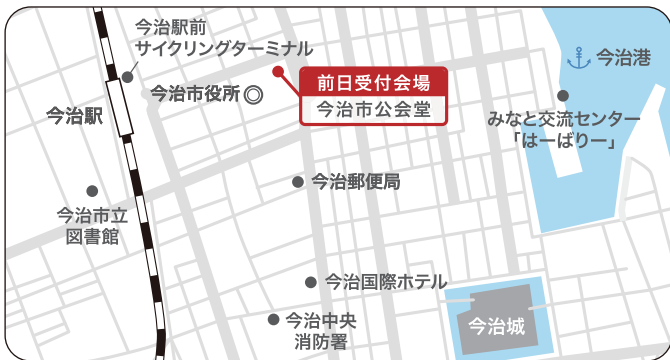 今治駅前
サイクリングターミナル
今治市役所
今治駅
前日受付会場
今治市公会堂
今治港
みなと交流センター
「はーばりー」
今治郵便局
今治市立
図書館
今治国際ホテル
今治中央
消防署
今治城